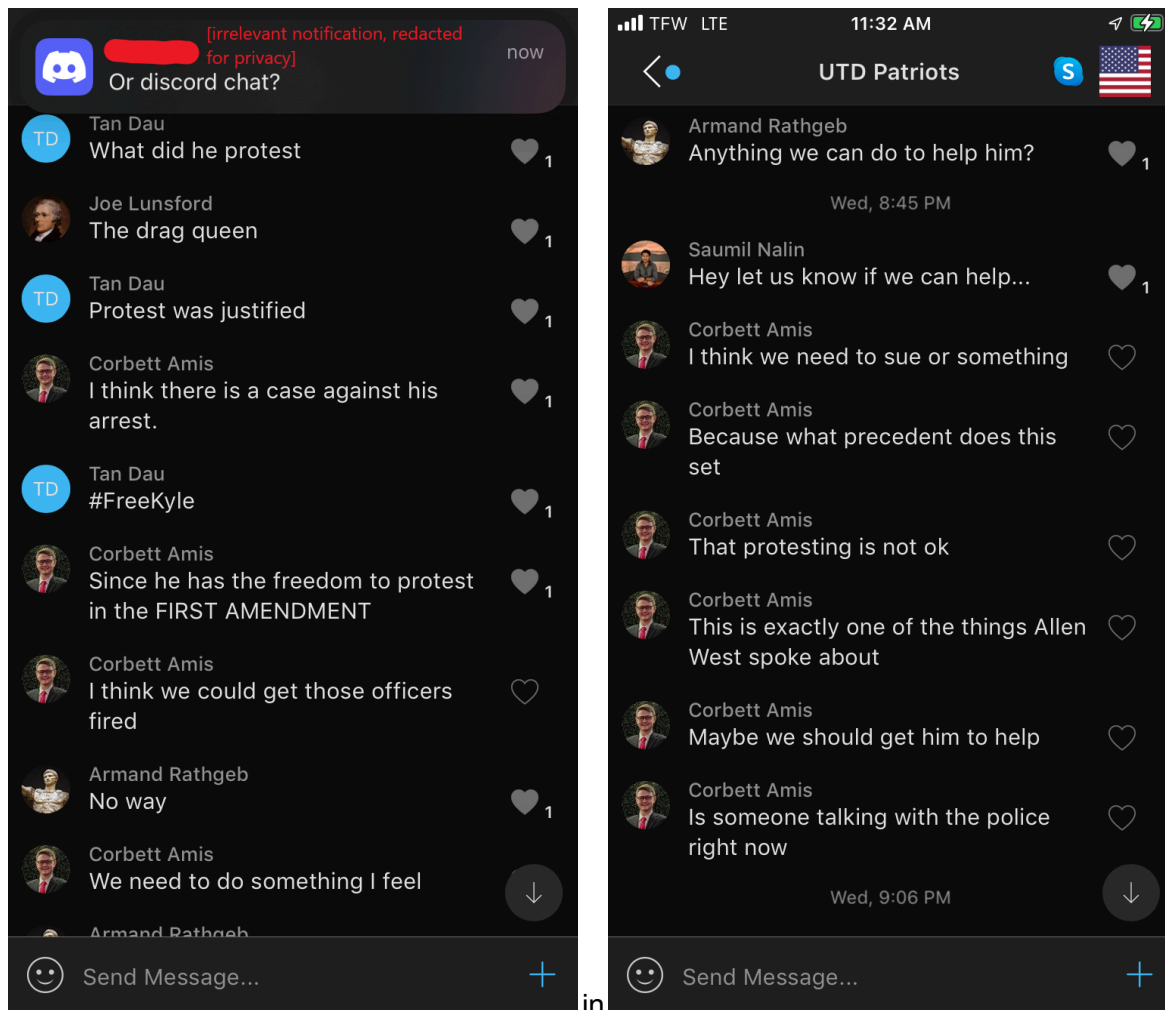 [irrelevant notification, redacted
for privacy]
now
Or discord chat?
TD
Tan Dau
What did he protest
1
Joe Lunsford
The drag queen
1
TD
Tan Dau
Protest was justified
1
Corbett Amis
I think there is a case against his
arrest.
1
TD
Tan Dau
#FreeKyle
1
Corbett Amis
Since he has the freedom to protest
in the FIRST AMENDMENT
1
Corbett Amis
I think we could get those officers
fired
Armand Rathgeb
No way
1
Corbett Amis
We need to do something I feel
Armand Rathgeb
Send Message...
in
TFW LTE
11:32 AM
UTD Patriots
S
Armand Rathgeb
Anything we can do to help him?
1
Wed, 8:45 PM
Saumil Nalin
Hey let us know if we can help...
1
Corbett Amis
I think we need to sue or something
Corbett Amis
Because what precedent does this
set
Corbett Amis
That protesting is not ok
Corbett Amis
This is exactly one of the things Allen
West spoke about
Corbett Amis
Maybe we should get him to help
Corbett Amis
Is someone talking with the police
right now
Wed, 9:06 PM
Send Message...